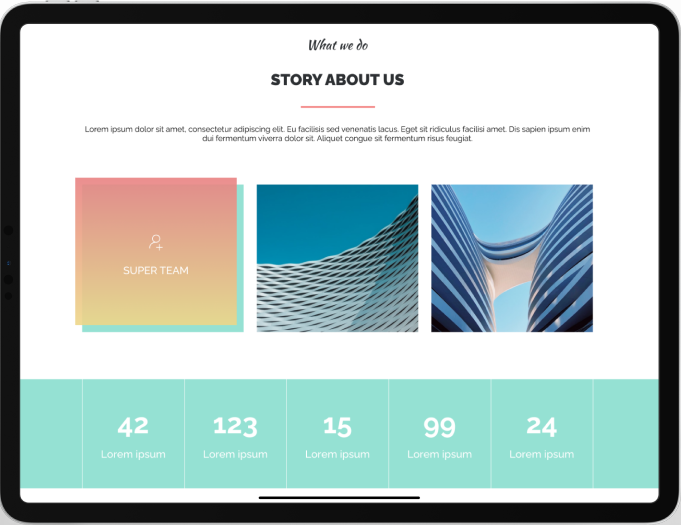 What we do
STORY ABOUT US
Lorem ipsum dolor sit amet, consectetur adipiscing elit. Eu facilisis sed venenatis lacus. Eget sit ridiculus facilisi amet. Dis sapien ipsum enim
dui fermentum viverra dolor sit. Aliquet congue sit fermentum risus feugiat.
SUPER TEAM
42 123 15 99 24
Lorem ipsum Lorem ipsum Lorem ipsum Lorem ipsum Lorem ipsum